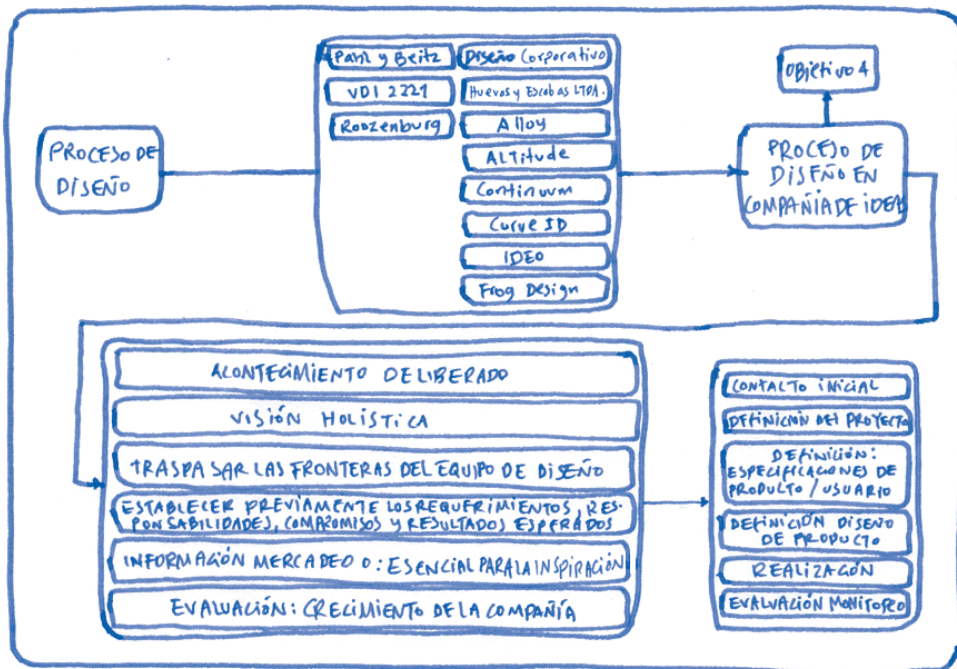 PROCESO DE
DISEÑO
Pahl y Beitz
VDI 2221
Roozenburg
Diseño Corporativo
Huevos y Escobas LTDA.
Alloy
ALTitude
Continuum
Curve ID
IDEO
Frog Design
OBjetivo 4
PROCESO DE
DISEÑO EN
COMPAÑIA DE IDEAS
ACONTECIMIENTO DELIBERADO
VISIÓN HOLÍSTICA
TRASPASAR LAS FRONTERAS DEL EQUIPO DE DISEÑO
ESTABLECER PREVIAMENTE LOS REQUERIMIENTOS, RES-
PONSABILIDADES, COMPROMISOS Y RESULTADOS ESPERADOS
INFORMACIÓN MERCADEO O: ESENCIAL PARA LA INSPIRACIÓN
EVALUACIÓN: CRECIMIENTO DE LA COMPAÑÍA
CONTACTO INICIAL
DEFINICIÓN DEL PROYECTO
DEFINICIÓN:
ESPECIFICACIONES DE
PRODUCTO / USUARIO
DEFINICIÓN DISEÑO
DE PRODUCTO
REALIZACIÓN
EVALUACIÓN MONITOREO